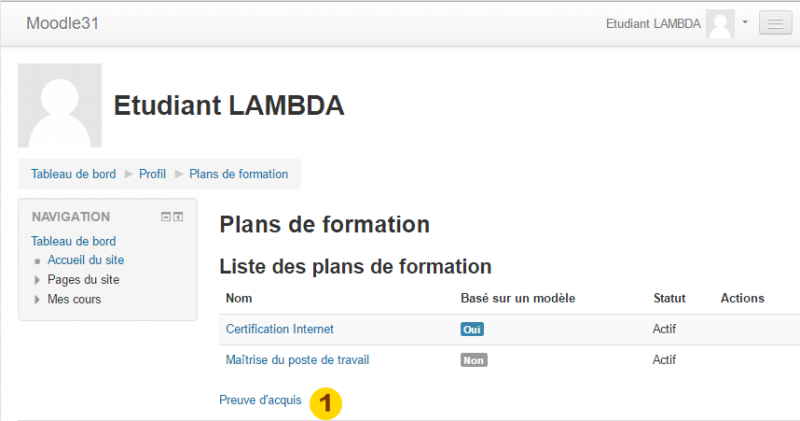 Moodle31 Etudiant LAMBDA
Etudiant LAMBDA
Tableau de bord Profil Plans de formation
NAVIGATION
Tableau de bord
Accueil du site
Pages du site
Mes cours
Plans de formation
Liste des plans de formation
Nom Basé sur un modèle Statut Actions
Certification Internet Oui Actif
Maîtrise du poste de travail Non Actif
Preuve d'acquis 1